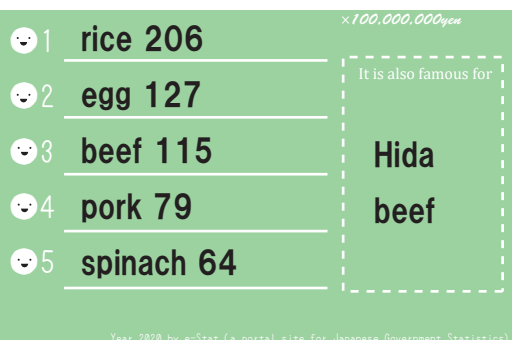 ×100,000,000yen
1 rice 206
2 egg 127
3 beef 115
4 pork 79
5 spinach 64
It is also famous for
Hida
beef
Year 2020 by e-Stat (a portal site for Japanese Government Statistics)